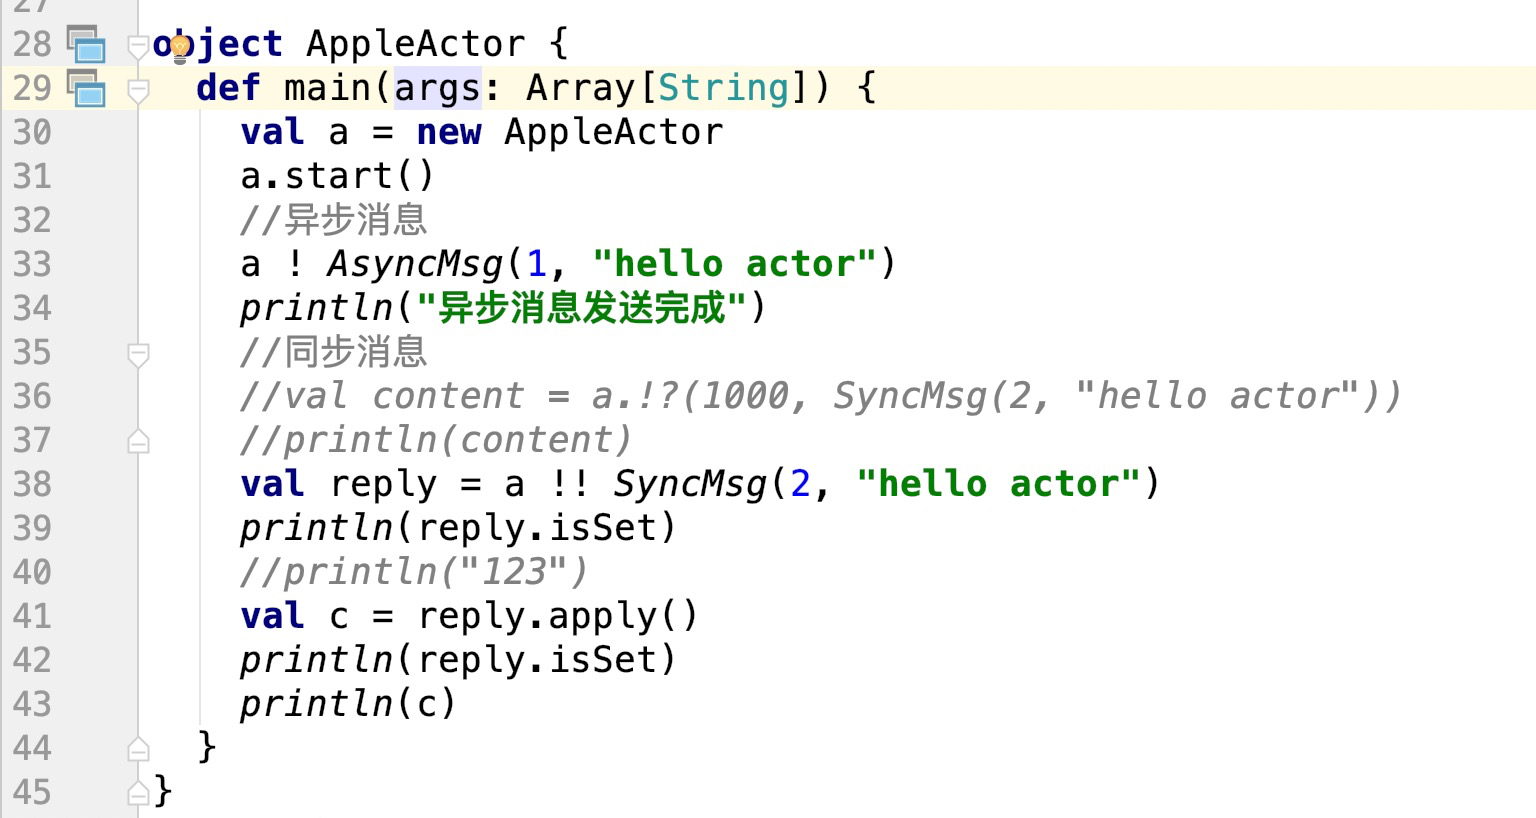 27
28 object AppleActor {
29 def main(args: Array[String]) {
30 val a = new AppleActor
31 a.start()
32 //异步消息
33 a ! AsyncMsg(1, "hello actor")
34 println("异步消息发送完成")
35 //同步消息
36 //val content = a.!?(1000, SyncMsg(2, "hello actor"))
37 //println(content)
38 val reply = a !! SyncMsg(2, "hello actor")
39 println(reply.isSet)
40 //println("123")
41 val c = reply.apply()
42 println(reply.isSet)
43 println(c)
44 }
45 }